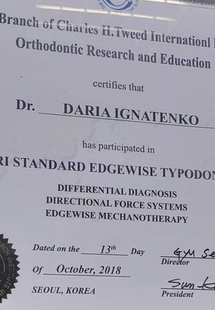 Branch of Charles H.Tweed Internationl
Orthodontic Research and Education
certifies that
Dr. DARIA IGNATENKO
has participated in
RI STANDARD EDGEWISE TYPODON
DIFFERENTIAL DIAGNOSIS
DIRECTIONAL FORCE SYSTEMS
EDGEWISE MECHANOTHERAPY
Dated on the 13th Day
Director
Of October, 2018
SEOUL, KOREA
President